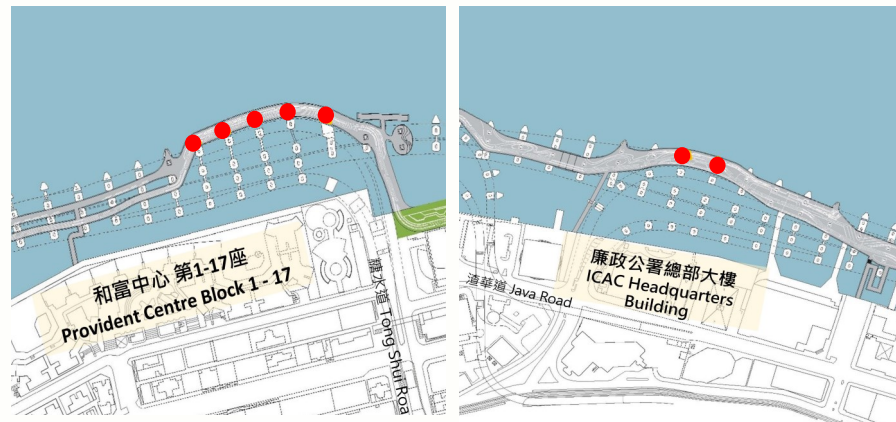 和富中心 第1-17座
Provident Centre Block 1 - 17
糖水道 Tong Shui Roa
廉政公署總部大樓
ICAC Headquarters
Building
渣華道 Java Road